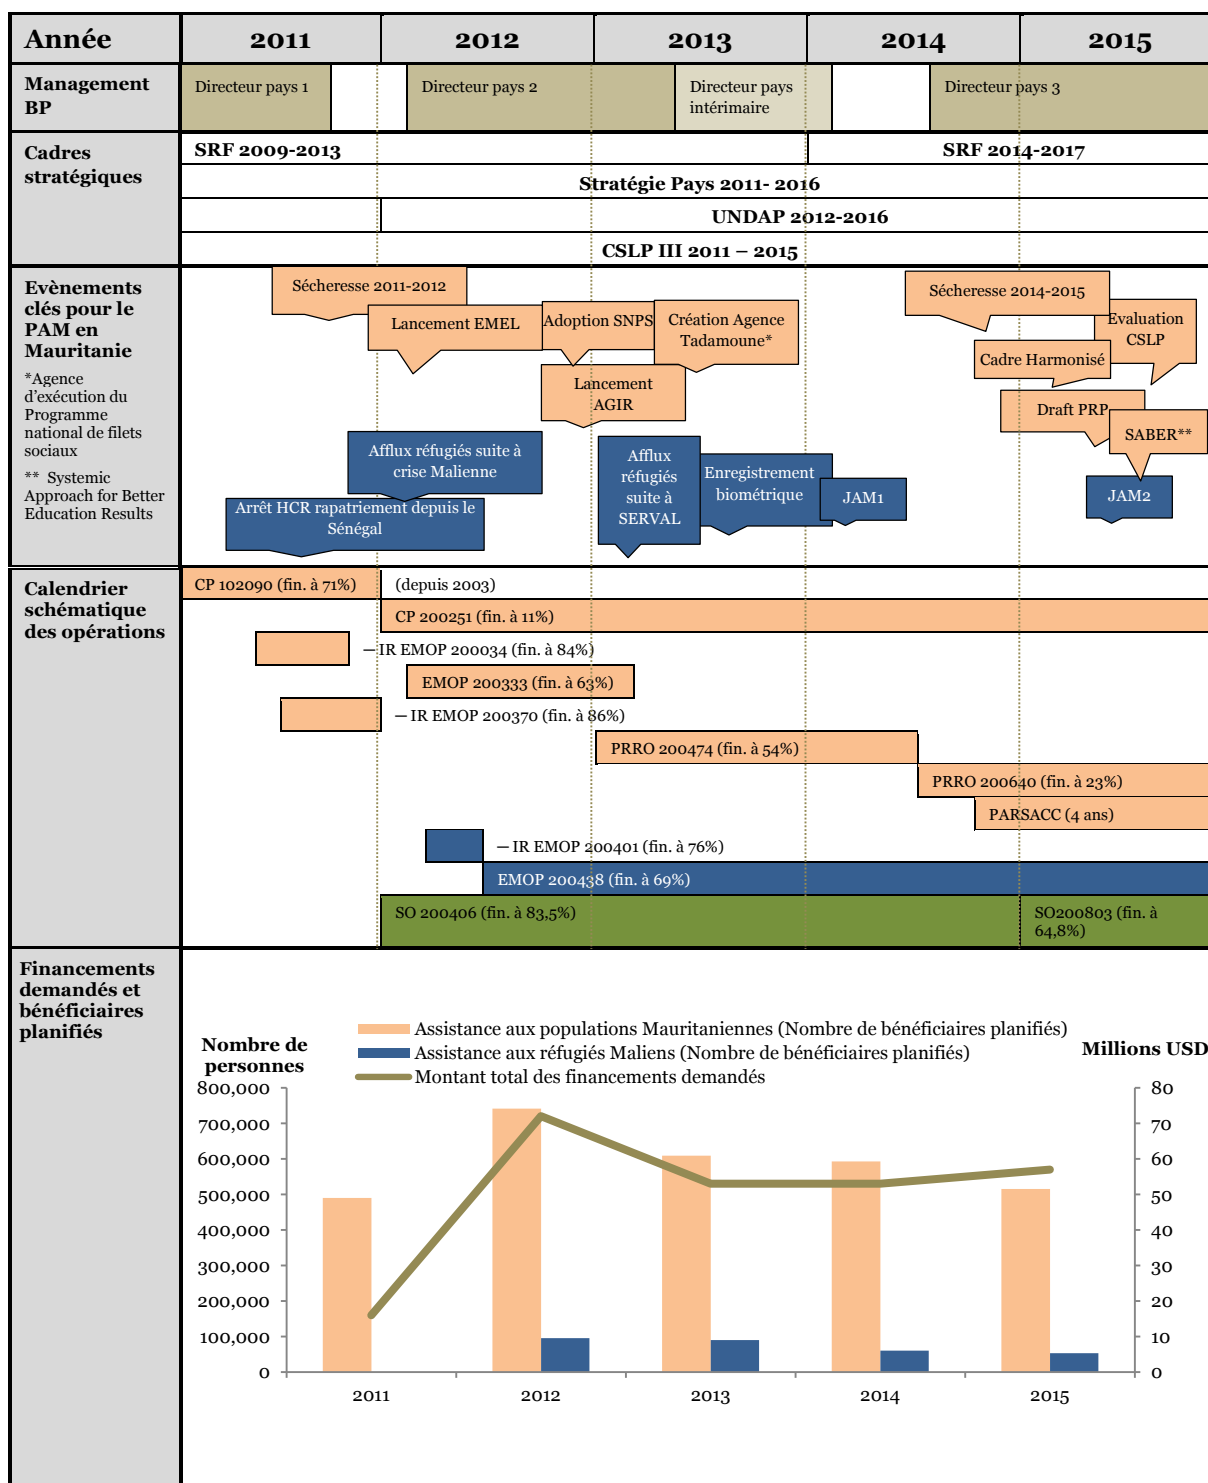 Année
2011
2012
2013
2014
2015
Management
BP
Directeur pays 1
Directeur pays 2
Directeur pays
intérimaire
Directeur pays 3
Cadres
stratégiques
SRF 2009-2013
SRF 2014-2017
Stratégie Pays 2011- 2016
UNDAP 2012-2016
CSLP III 2011 – 2015
Evènements
clés pour le
PAM en
Mauritanie
*Agence
d'exécution du
Programme
national de filets
sociaux
** Systemic
Approach for Better
Education Results
Sécheresse 2011-2012
Lancement EMEL
Adoption SNPS
Création Agence
Tadamoune*
Lancement
AGIR
Sécheresse 2014-2015
Evaluation
CSLP
Cadre Harmonisé
Draft PRP
SABER**
Afflux réfugiés suite à
crise Malienne
Arrêt HCR rapatriement depuis le
Sénégal
Afflux
réfugiés
suite à
SERVAL
Enregistrement
biométrique
JAM1
JAM2
Calendrier
schématique
des opérations
CP 102090 (fin. à 71%)
(depuis 2003)
CP 200251 (fin. à 11%)
— IR EMOP 200034 (fin. à 84%)
EMOP 200333 (fin. à 63%)
— IR EMOP 200370 (fin. à 86%)
PRRO 200474 (fin. à 54%)
PRRO 200640 (fin. à 23%)
PARSACC (4 ans)
— IR EMOP 200401 (fin. à 76%)
EMOP 200438 (fin. à 69%)
SO 200406 (fin. à 83,5%)
SO200803 (fin. à
64,8%)
Financements
demandés et
bénéficiaires
planifiés
Assistance aux populations Mauritaniennes (Nombre de bénéficiaires planifiés)
Assistance aux réfugiés Maliens (Nombre de bénéficiaires planifiés)
Montant total des financements demandés
Nombre de
personnes
Millions USD
800,000
700,000
600,000
500,000
400,000
300,000
200,000
100,000
0
80
70
60
50
40
30
20
10
0
2011
2012
2013
2014
2015